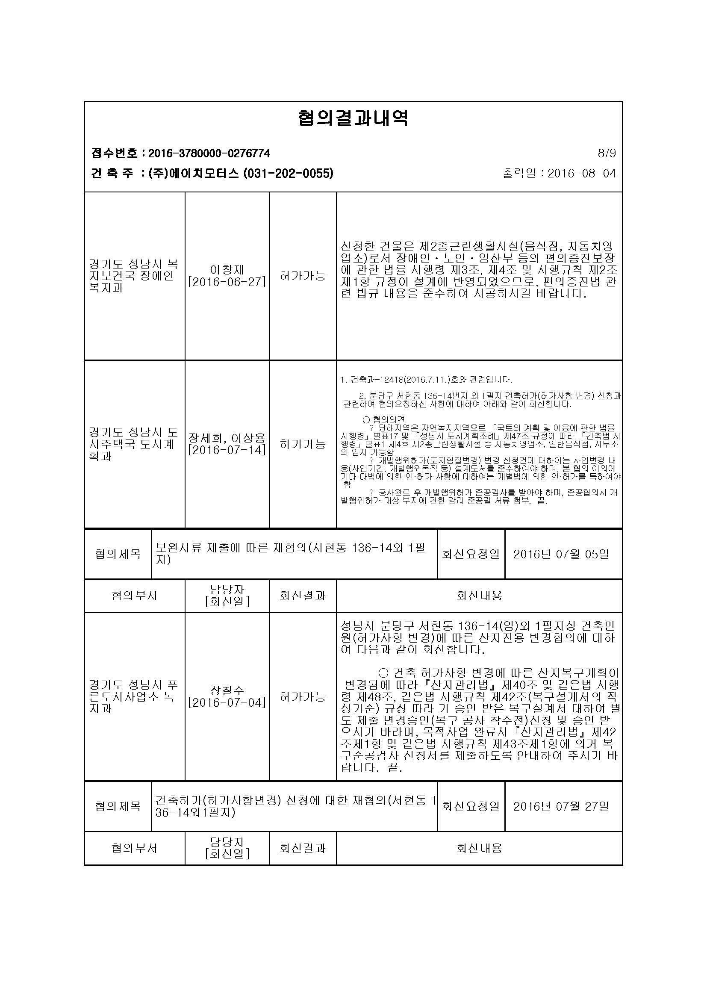 협의결과내역
접수번호 : 2016-3780000-0276774
8/9
건 축 주 : (주)에이치모터스 (031-202-0055)
출력일 : 2016-08-04
경기도 성남시 복
지보건국 장애인
복지과
이창재
[2016-06-27]
허가가능
신청한 건물은 제2종근린생활시설(음식점, 자동차영
업소)로서 장애인·노인·임산부 등의 편의증진보장
에 관한 법률 시행령 제3조, 제4조 및 시행규칙 제2조
제1항 규정이 설계에 반영되었으므로, 편의증진법 관
련 법규 내용을 준수하여 시공하시길 바랍니다.
경기도 성남시 도
시주택국 도시계
획과
장세희, 이상용
[2016-07-14]
허가가능
1. 건축과-12418(2016.7.11.)호와 관련입니다.
2. 분당구 서현동 136-14번지 외 1필지 건축허가(허가사항 변경) 신청과
관련하여 협의요청하신 사항에 대하여 아래와 같이 회신합니다.
○ 협의의견
? 당해지역은 자연녹지지역으로 「국토의 계획 및 이용에 관한 법률
시행령」별표17 및 「성남시 도시계획조례」제47조 규정에 따라 「건축법 시
행령」별표1 제4호 제2종근린생활시설 중 자동차영업소, 일반음식점, 사무소
의 입지 가능함
? 개발행위허가(토지형질변경) 변경 신청건에 대하여는 사업변경 내
용(사업기간, 개발행위목적 등) 설계도서를 준수하여야 하며, 본 협의 이외에
기타 타법에 의한 인·허가 사항에 대하여는 개별법에 의한 인·허가를 득하여야
함
? 공사완료 후 개발행위허가 준공검사를 받아야 하며, 준공협의시 개
발행위허가 대상 부지에 관한 감리 준공필 서류 첨부. 끝.
협의제목
보완서류 제출에 따른 재협의(서현동 136-14외 1필
지)
회신요청일
2016년 07월 05일
협의부서
담당자
[회신일]
회신결과
회신내용
경기도 성남시 푸
른도시사업소 녹
지과
장칠수
[2016-07-04]
허가가능
성남시 분당구 서현동 136-14(임)외 1필지상 건축민
원(허가사항 변경)에 따른 산지전용 변경협의에 대하
여 다음과 같이 회신합니다.
○ 건축 허가사항 변경에 따른 산지복구계획이
변경됨에 따라『산지관리법』제40조 및 같은법 시행
령 제48조, 같은법 시행규칙 제42조(복구설계서의 작
성기준) 규정 따라 기 승인 받은 복구설계서 대하여 별
도 제출 변경승인(복구 공사 착수전)신청 및 승인 받
으시기 바라며, 목적사업 완료시『산지관리법』제42
조제1항 및 같은법 시행규칙 제43조제1항에 의거 복
구준공검사 신청서를 제출하도록 안내하여 주시기 바
랍니다. 끝.
협의제목
건축허가(허가사항변경) 신청에 대한 재협의(서현동 1
36-14외1필지)
회신요청일
2016년 07월 27일
협의부서
담당자
[회신일]
회신결과
회신내용